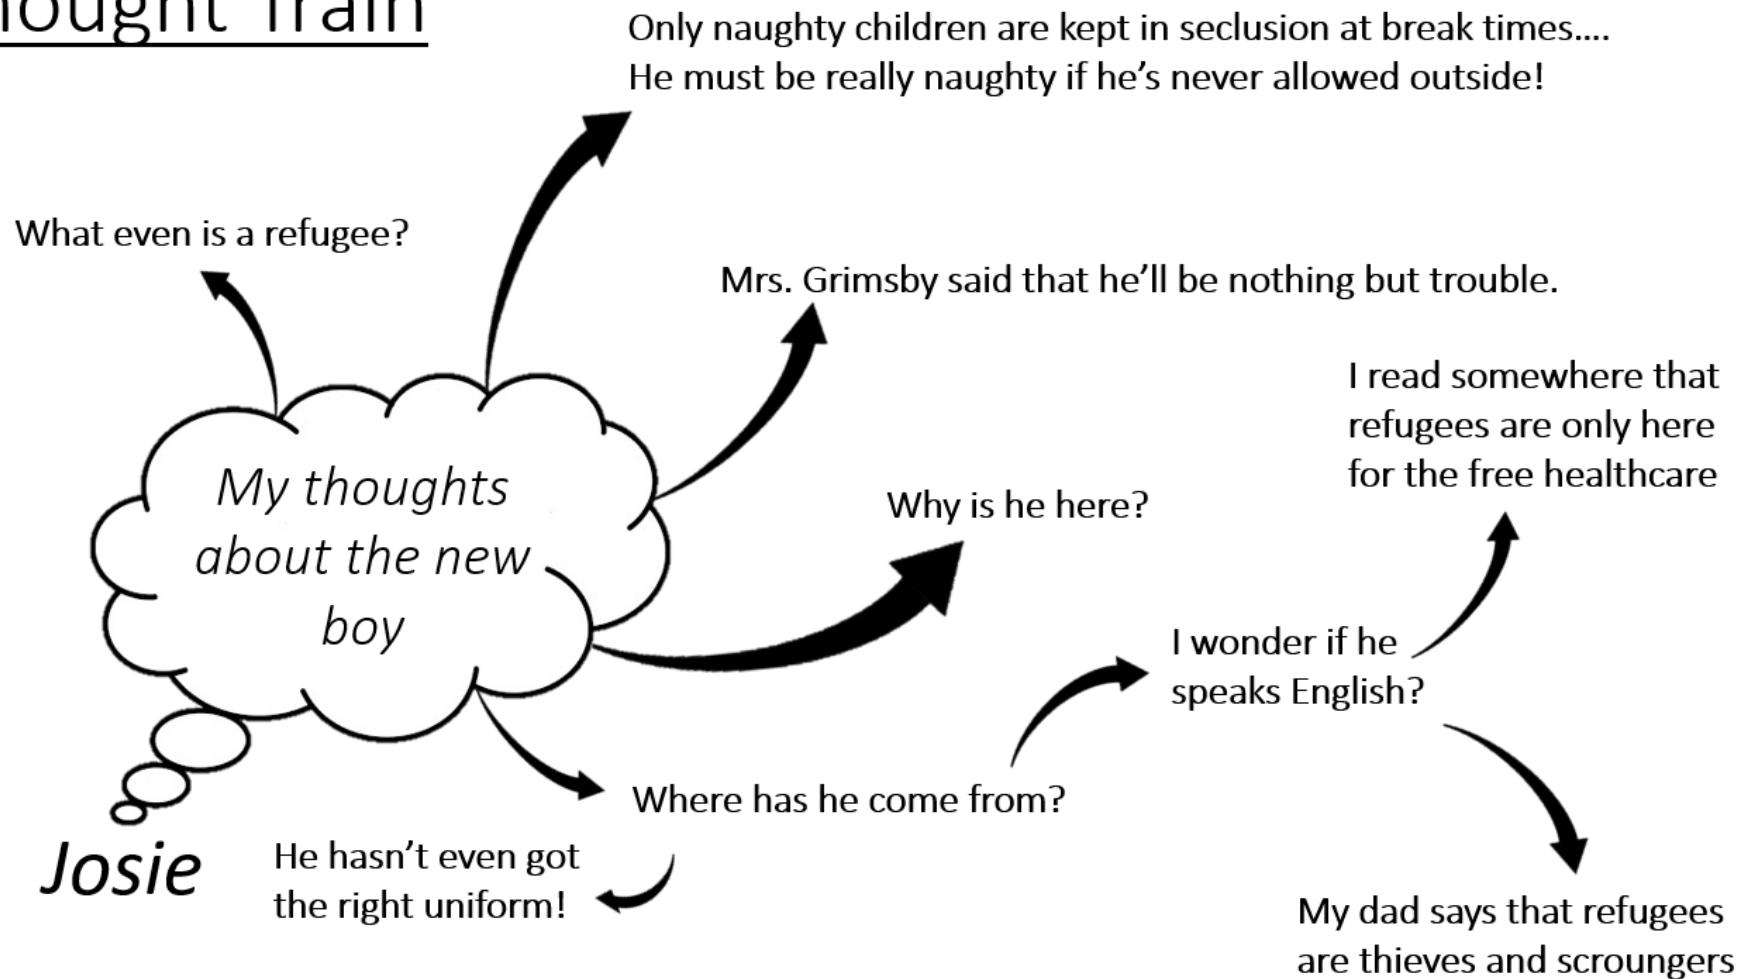 hought Train
Only naughty children are kept in seclusion at break times....
He must be really naughty if he's never allowed outside!
What even is a refugee?
Mrs. Grimsby said that he'll be nothing but trouble.
I read somewhere that
refugees are only here
for the free healthcare
My thoughts
about the new
boy
Why is he here?
I wonder if he
speaks English?
Where has he come from?
Josie
He hasn't even got
the right uniform!
My dad says that refugees
are thieves and scroungers